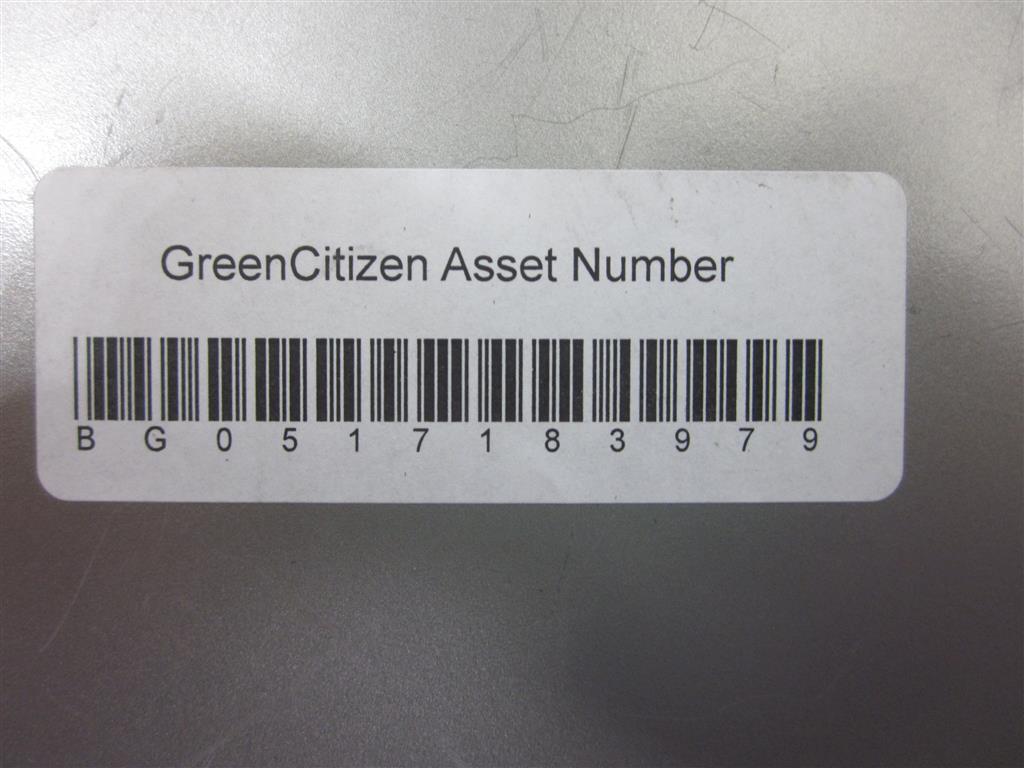 GreenCitizen Asset Number
B G 0 5 1 7 1 8 3 9 7 9